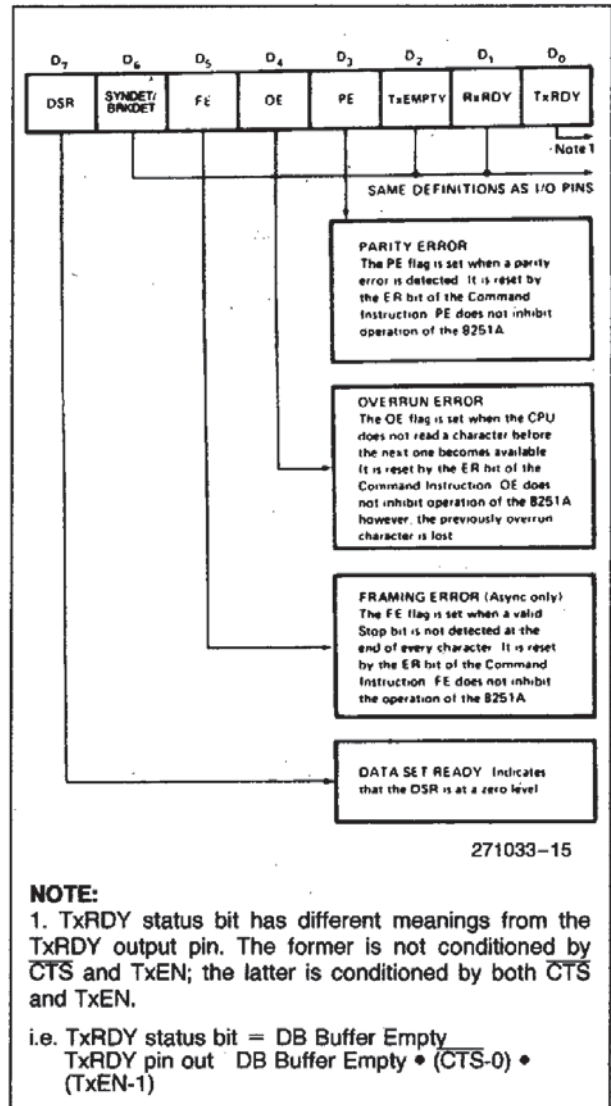 D7 D6 D5 D4 D3 D2 D1 D0
DSR SYNDET/ BRKDET FE OE PE TxEMPTY RxRDY TxRDY
Note 1
SAME DEFINITIONS AS I/O PINS
PARITY ERROR
The PE flag is set when a parity
error is detected It is reset by
the ER bit of the Command
Instruction PE does not inhibit
operation of the 8251A
OVERRUN ERROR
The OE flag is set when the CPU
does not read a character before
the next one becomes available
It is reset by the ER bit of the
Command Instruction OE does
not inhibit operation of the 8251A
however, the previously overrun
character is lost
FRAMING ERROR (Async only)
The FE flag is set when a valid
Stop bit is not detected at the
end of every character It is reset
by the ER bit of the Command
Instruction FE does not inhibit
the operation of the 8251A
DATA SET READY Indicates
that the DSR is at a zero level
271033-15
NOTE:
1. TxRDY status bit has different meanings from the
TxRDY output pin. The former is not conditioned by
C̅T̅S̅ and TxEN; the latter is conditioned by both C̅T̅S̅
and TxEN.
i.e. TxRDY status bit = DB Buffer Empty
TxRDY pin out DB Buffer Empty • (C̅T̅S̅-0) •
(TxEN-1)